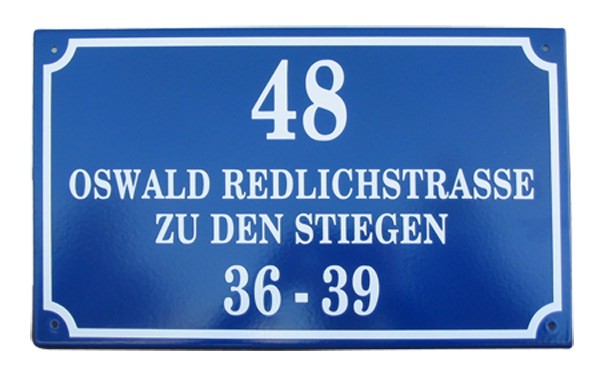 48
OSWALD REDLICHSTRASSE
ZU DEN STIEGEN
36 - 39